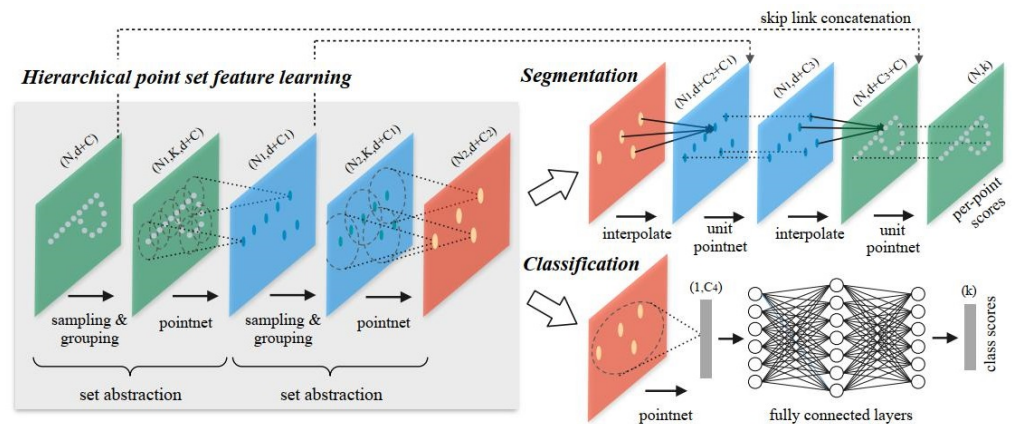 skip link concatenation
Hierarchical point set feature learning
(N,d+C)
(N1,K,d+C)
(N1,d+C1)
(N2,K,d+C1)
(N2,d+C2)
sampling &
grouping
pointnet
sampling &
grouping
pointnet
set abstraction
set abstraction
Segmentation
(N1,d+C2+C1)
(N1,d+C3)
(N,d+C3+C)
(N,k)
interpolate
unit
pointnet
interpolate
unit
pointnet
per-point
scores
Classification
(1,C4)
(k)
class scores
pointnet
fully connected layers